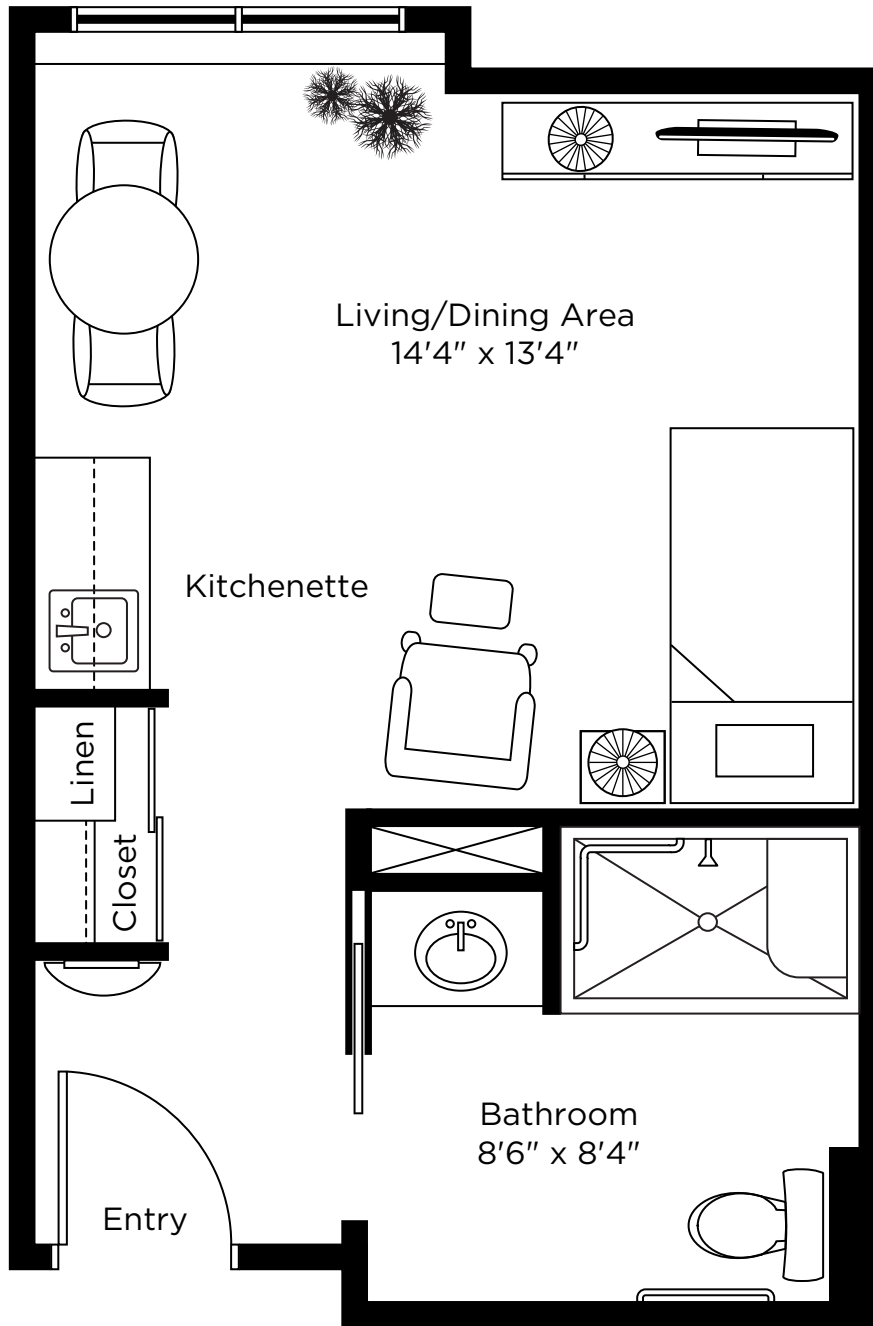 Living/Dining Area
14'4" x 13'4"
Kitchenette
Linen
Closet
Bathroom
8'6" x 8'4"
Entry